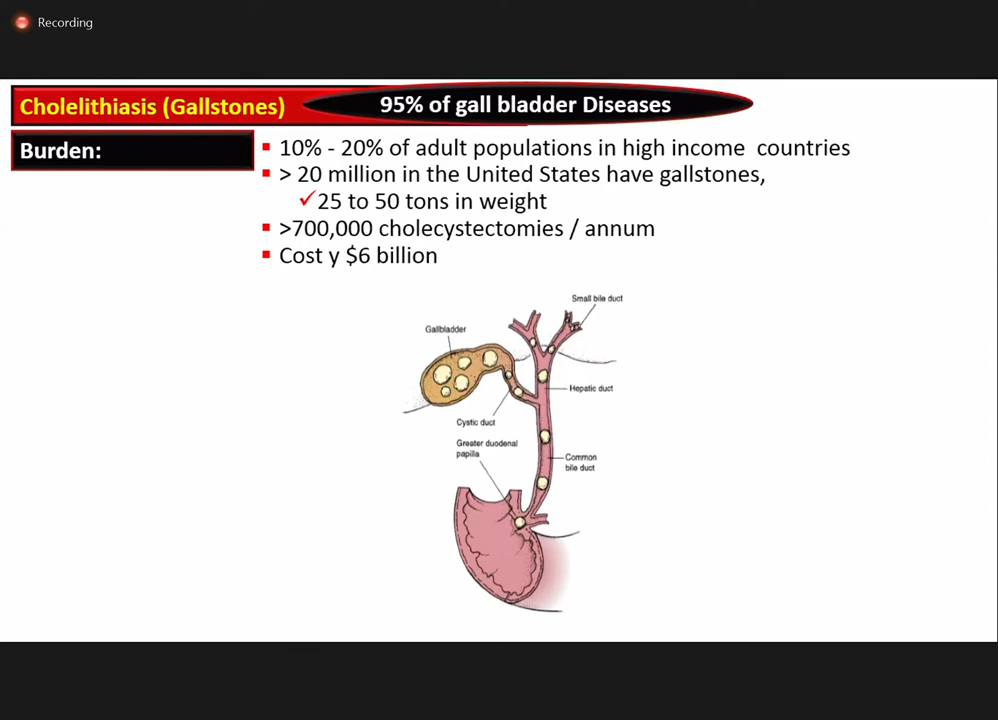 Recording
Cholelithiasis (Gallstones)
95% of gall bladder Diseases
Burden:
10% - 20% of adult populations in high income countries
> 20 million in the United States have gallstones,
25 to 50 tons in weight
>700,000 cholecystectomies / annum
Cost y $6 billion
Small bile duct
Gallbladder
Hepatic duct
Cystic duct
Greater duodenal
papilla
Common
bile duct